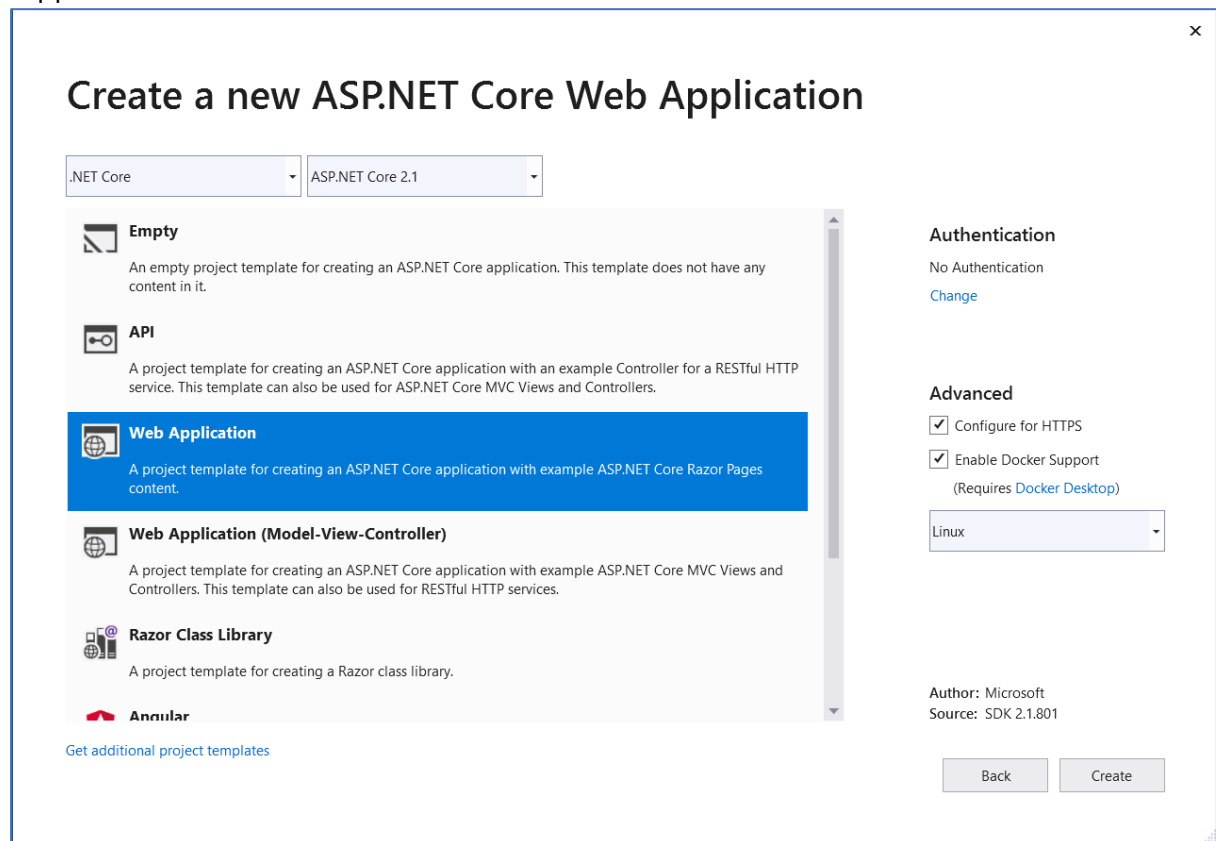 Create a new ASP.NET Core Web Application
.NET Core
ASP.NET Core 2.1
Empty
An empty project template for creating an ASP.NET Core application. This template does not have any
content in it.
API
A project template for creating an ASP.NET Core application with an example Controller for a RESTful HTTP
service. This template can also be used for ASP.NET Core MVC Views and Controllers.
Web Application
A project template for creating an ASP.NET Core application with example ASP.NET Core Razor Pages
content.
Web Application (Model-View-Controller)
A project template for creating an ASP.NET Core application with example ASP.NET Core MVC Views and
Controllers. This template can also be used for RESTful HTTP services.
Razor Class Library
A project template for creating a Razor class library.
Angular
Get additional project templates
Authentication
No Authentication
Change
Advanced
Configure for HTTPS
Enable Docker Support
(Requires Docker Desktop)
Linux
Author: Microsoft
Source: SDK 2.1.801
Back
Create